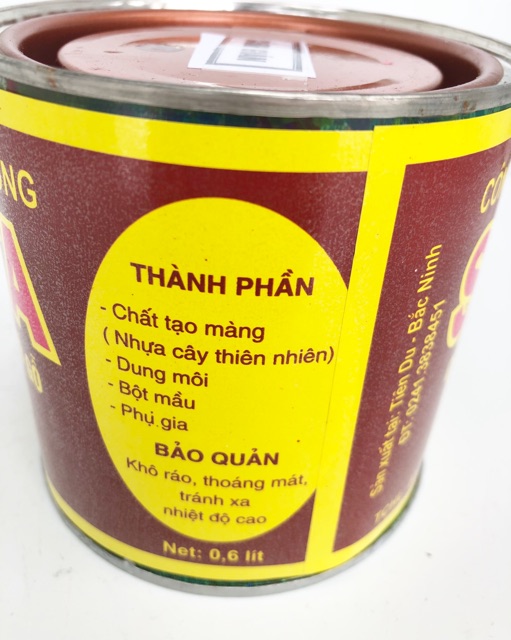 THÀNH PHẦN
- Chất tạo màng
( Nhựa cây thiên nhiên)
- Dung môi
- Bột mầu
- Phụ gia
BẢO QUẢN
Khô ráo, thoáng mát,
tránh xa
nhiệt độ cao
Net: 0,6 lít
Sản xuất tại: Tiên Du - Bắc Ninh
ĐT: 0241.3838451